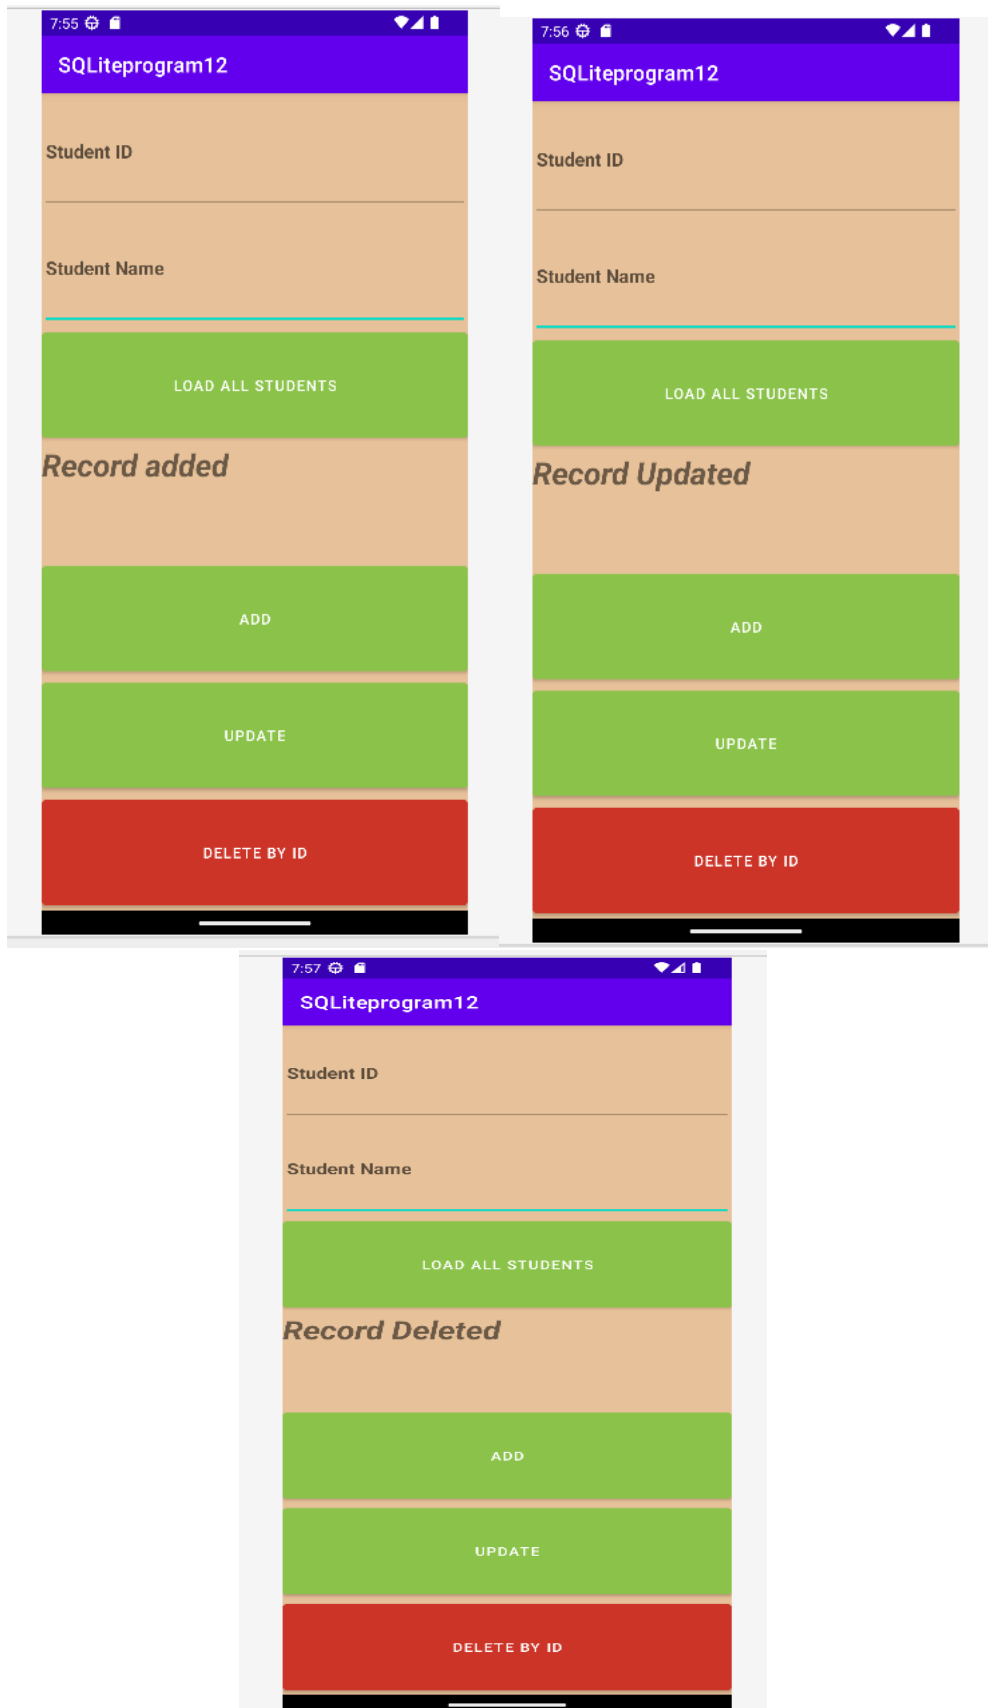 7:55
SQLiteprogram12
Student ID
Student Name
LOAD ALL STUDENTS
Record added
ADD
UPDATE
DELETE BY ID
7:56
SQLiteprogram12
Student ID
Student Name
LOAD ALL STUDENTS
Record Updated
ADD
UPDATE
DELETE BY ID
7:57
SQLiteprogram12
Student ID
Student Name
LOAD ALL STUDENTS
Record Deleted
ADD
UPDATE
DELETE BY ID